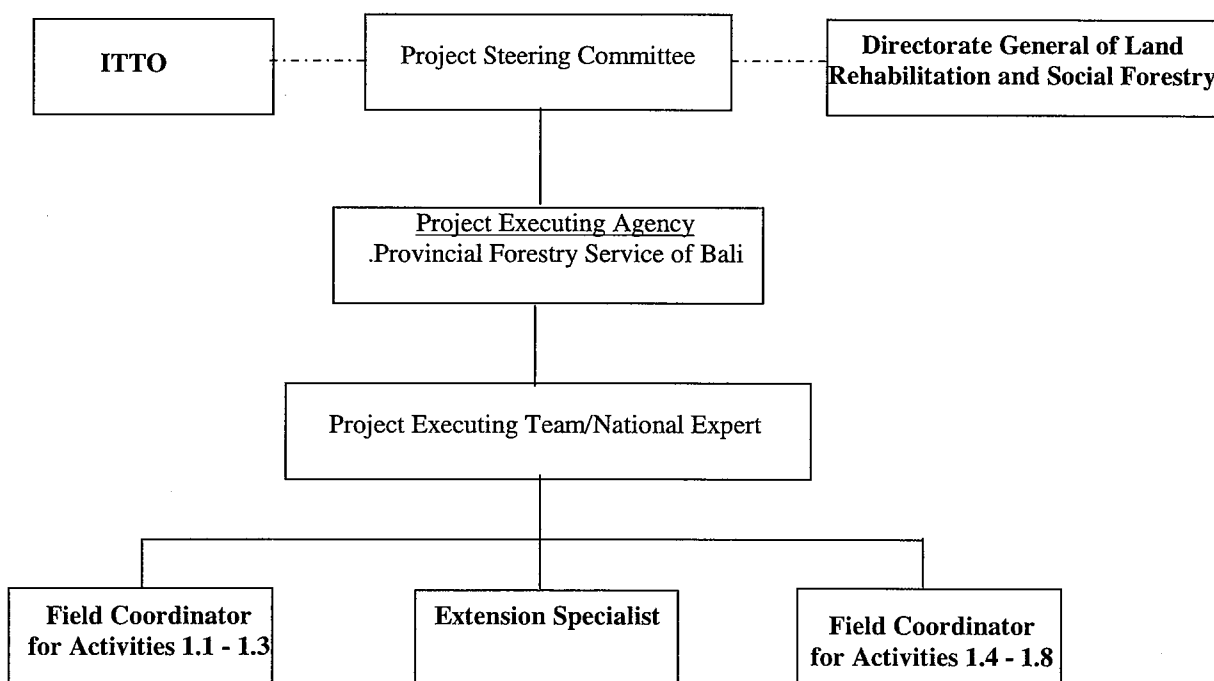 ITTO
Project Steering Committee
Directorate General of Land
Rehabilitation and Social Forestry
Project Executing Agency
.Provincial Forestry Service of Bali
Project Executing Team/National Expert
Field Coordinator
for Activities 1.1 - 1.3
Extension Specialist
Field Coordinator
for Activities 1.4 - 1.8